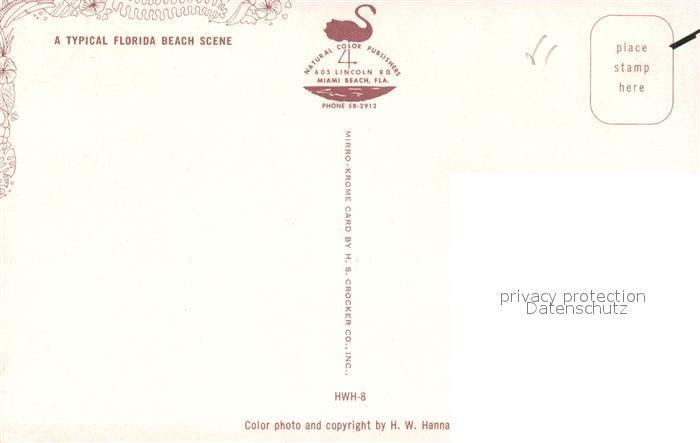 A TYPICAL FLORIDA BEACH SCENE
NATURAL COLOR PUBLISHERS
4
605 LINCOLN RD.
MIAMI BEACH, FLA.
PHONE 58-2912
place
stamp
here
MIRRO-KROME CARD BY H. S. CROCKER CO., INC.,
privacy protection
Datenschutz
HWH-8
Color photo and copyright by H. W. Hanna